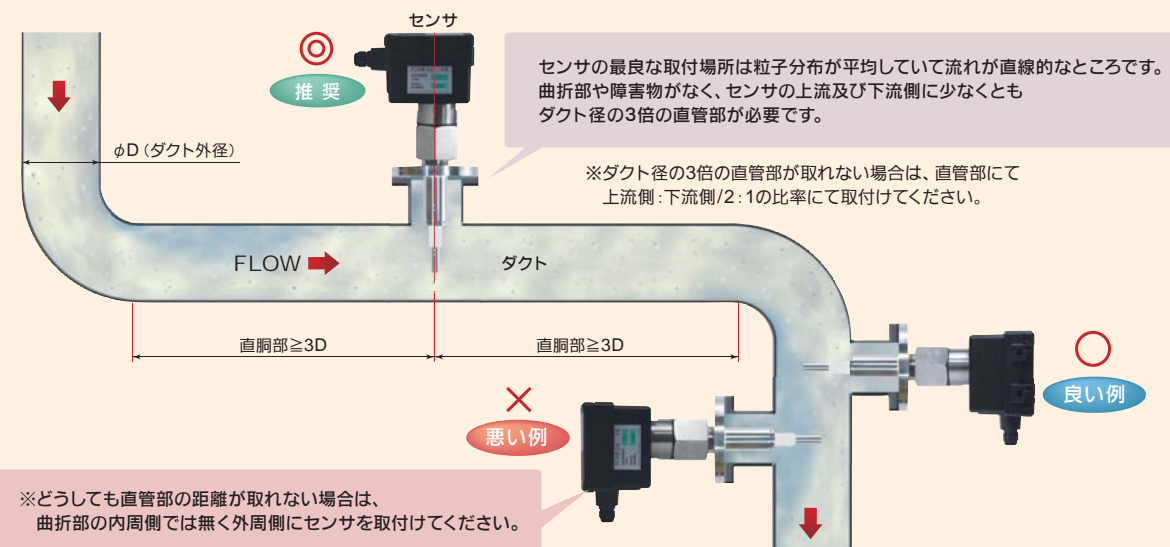 センサ
◎
推奨
センサの最良な取付場所は粒子分布が平均していて流れが直線的なところです。
曲折部や障害物がなく、センサの上流及び下流側に少なくとも
ダクト径の3倍の直管部が必要です。
φD（ダクト外径）
※ダクト径の3倍の直管部が取れない場合は、直管部にて
上流側：下流側/2：1の比率にて取付けてください。
FLOW
ダクト
直胴部≧3D
直胴部≧3D
○
良い例
×
悪い例
※どうしても直管部の距離が取れない場合は、
曲折部の内周側では無く外周側にセンサを取付けてください。